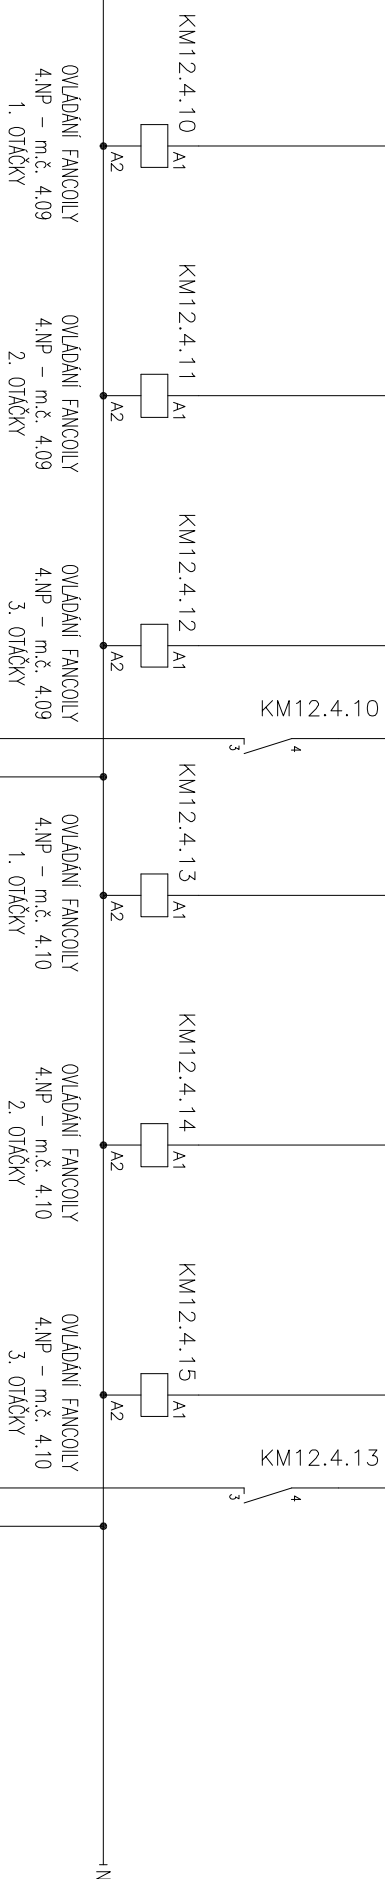 KM12.4.10
A1
A2
OVLÁDÁNÍ FANCOILY
4.NP - m.č. 4.09
1. OTÁČKY
KM12.4.11
A1
A2
OVLÁDÁNÍ FANCOILY
4.NP - m.č. 4.09
2. OTÁČKY
KM12.4.12
A1
A2
OVLÁDÁNÍ FANCOILY
4.NP - m.č. 4.09
3. OTÁČKY
KM12.4.10
4
3
KM12.4.13
A1
A2
OVLÁDÁNÍ FANCOILY
4.NP - m.č. 4.10
1. OTÁČKY
KM12.4.14
A1
A2
OVLÁDÁNÍ FANCOILY
4.NP - m.č. 4.10
2. OTÁČKY
KM12.4.15
A1
A2
OVLÁDÁNÍ FANCOILY
4.NP - m.č. 4.10
3. OTÁČKY
KM12.4.13
4
3
N